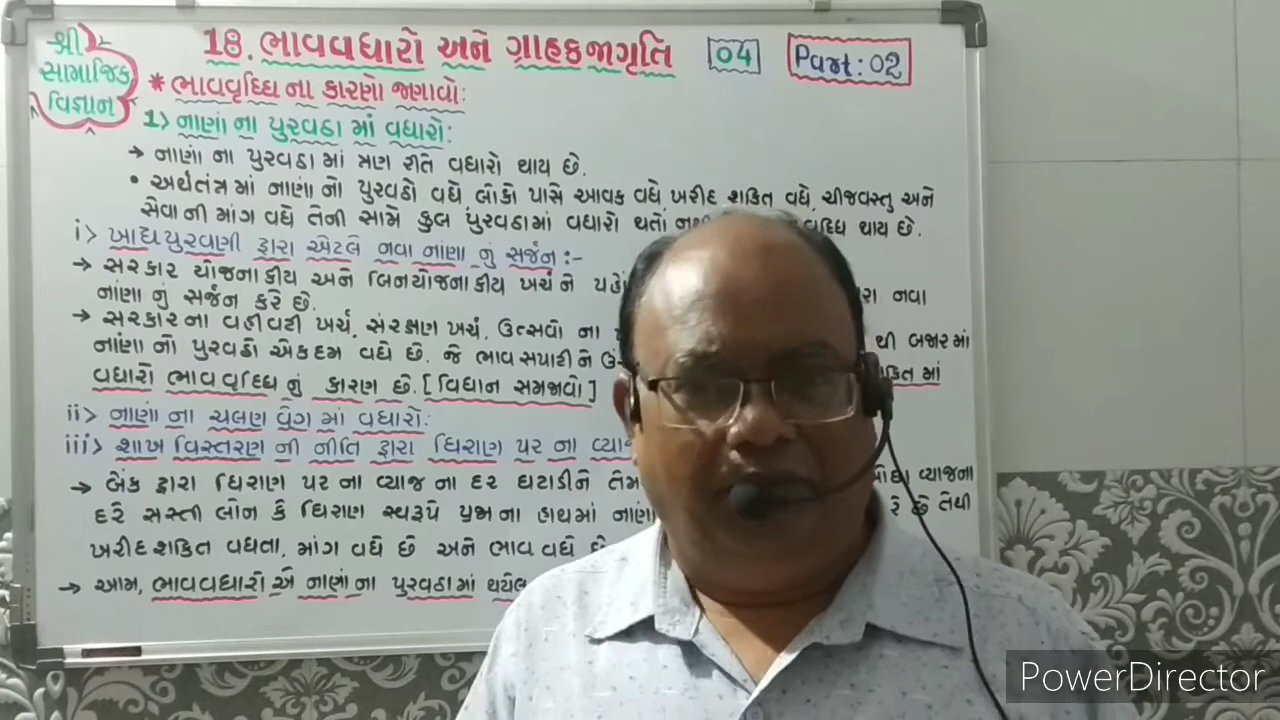 શ્રી
સામાજિક
વિજ્ઞાન
18. ભાવવધારો અને ગ્રાહકજાગૃતિ 04 Part: 02
* ભાવવૃદ્ધિ ના કારણો જણાવો:
1> નાણાં ના પુરવઠા માં વધારો:
→ નાણાં ના પુરવઠા માં ત્રણ રીતે વધારો થાય છે.
• અર્થતંત્ર માં નાણાં નો પુરવઠો વધે, લોકો પાસે આવક વધે ખરીદ શકિત વધે, ચીજવસ્તુ અને
સેવા ની માંગ વધે તેની સામે કુલ પુરવઠામાં વધારો થતો થાય છે.
i> ખાદ્યપુરવણી દ્વારા એટલે નવા નાંણા નું સર્જન :-
→ સરકાર યોજનાકીય અને બિનયોજનાકીય ખર્ચ ને નવા
નાંણા નું સર્જન કરે છે.
→ સરકાર ના વહીવટી ખર્ચ, સંરક્ષણ ખર્ચ, ઉત્સવો ના થી બજાર માં
નાંણા નો પુરવઠો એકદમ વધે છે. જે ભાવ સપાટી ને
વધારો ભાવવૃદ્ધિ નું કારણ છે. [વિધાન સમજાવો]
ii> નાણાં ના ચલણ વેગ માં વધારો:
iii> શાખ વિસ્તરણ ની નીતિ દ્વારા ધિરાણ પર ના
→ બેંક દ્વારા ધિરાણ પર ના વ્યાજ ના દર ઘટાડીને વ્યાજના
દરે સસ્તી લોન કે ધિરાણ સ્વરૂપે પ્રજા ના હાથમાં નાણાં છે તેથી
ખરીદશકિત વધતા, માંગ વધે છે અને ભાવ વધે છે
→ આમ, ભાવવધારો એ નાણાં ના પુરવઠા માં થયેલ
PowerDirector